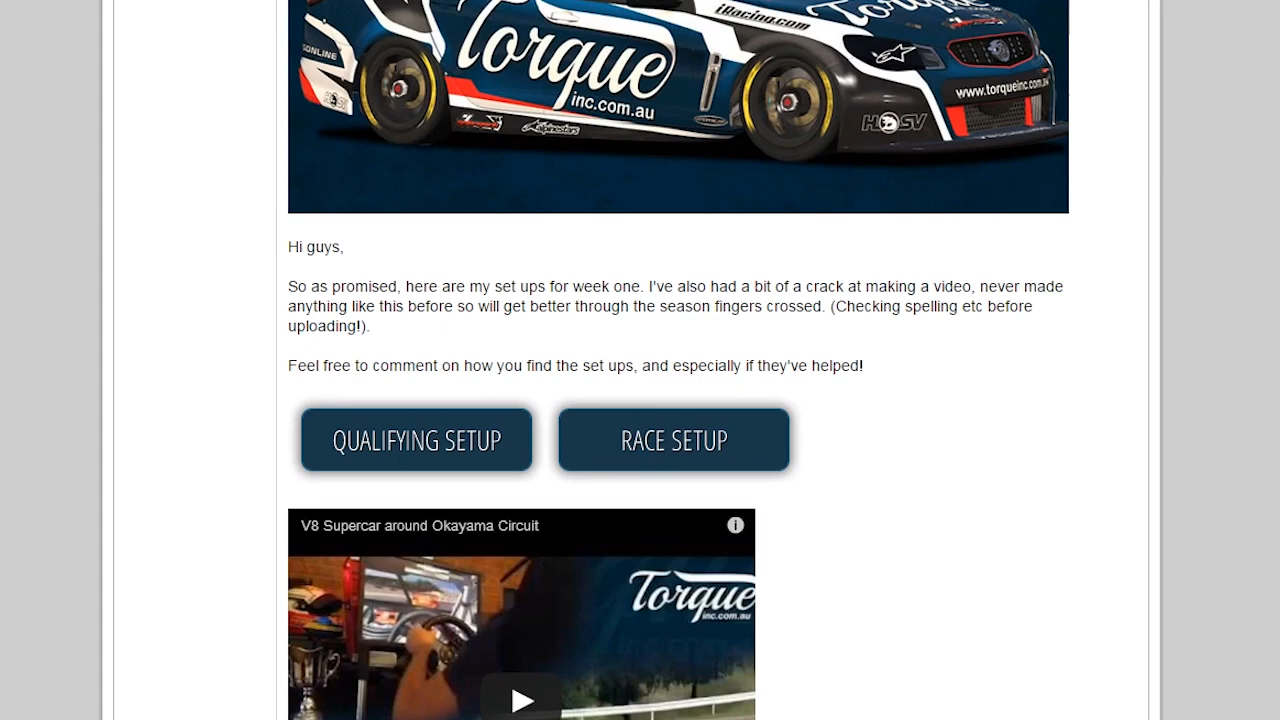 iRacing.com
Torque
Torque
inc.com.au
www.torqueinc.com.au
HSV
Alpinestars
Hi guys,
So as promised, here are my set ups for week one. I've also had a bit of a crack at making a video, never made
anything like this before so will get better through the season fingers crossed. (Checking spelling etc before
uploading!).
Feel free to comment on how you find the set ups, and especially if they've helped!
QUALIFYING SETUP
RACE SETUP
V8 Supercar around Okayama Circuit
Torque
inc.com.au